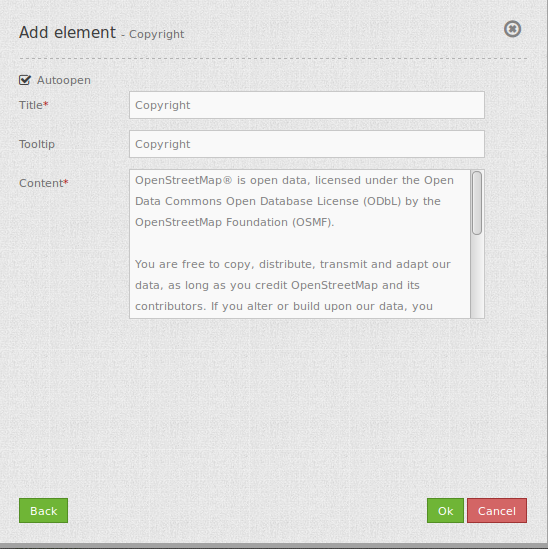 Add element - Copyright
Autoopen
Title*
Copyright
Tooltip
Copyright
Content*
OpenStreetMap® is open data, licensed under the Open
Data Commons Open Database License (ODbL) by the
OpenStreetMap Foundation (OSMF).
You are free to copy, distribute, transmit and adapt our
data, as long as you credit OpenStreetMap and its
contributors. If you alter or build upon our data, you
Back
Ok
Cancel